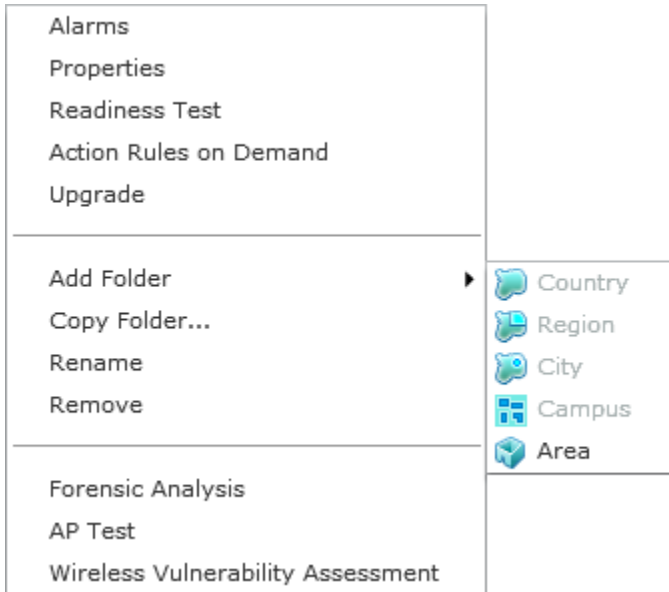 Alarms
Properties
Readiness Test
Action Rules on Demand
Upgrade
Add Folder
Country
Region
City
Campus
Area
Copy Folder...
Rename
Remove
Forensic Analysis
AP Test
Wireless Vulnerability Assessment